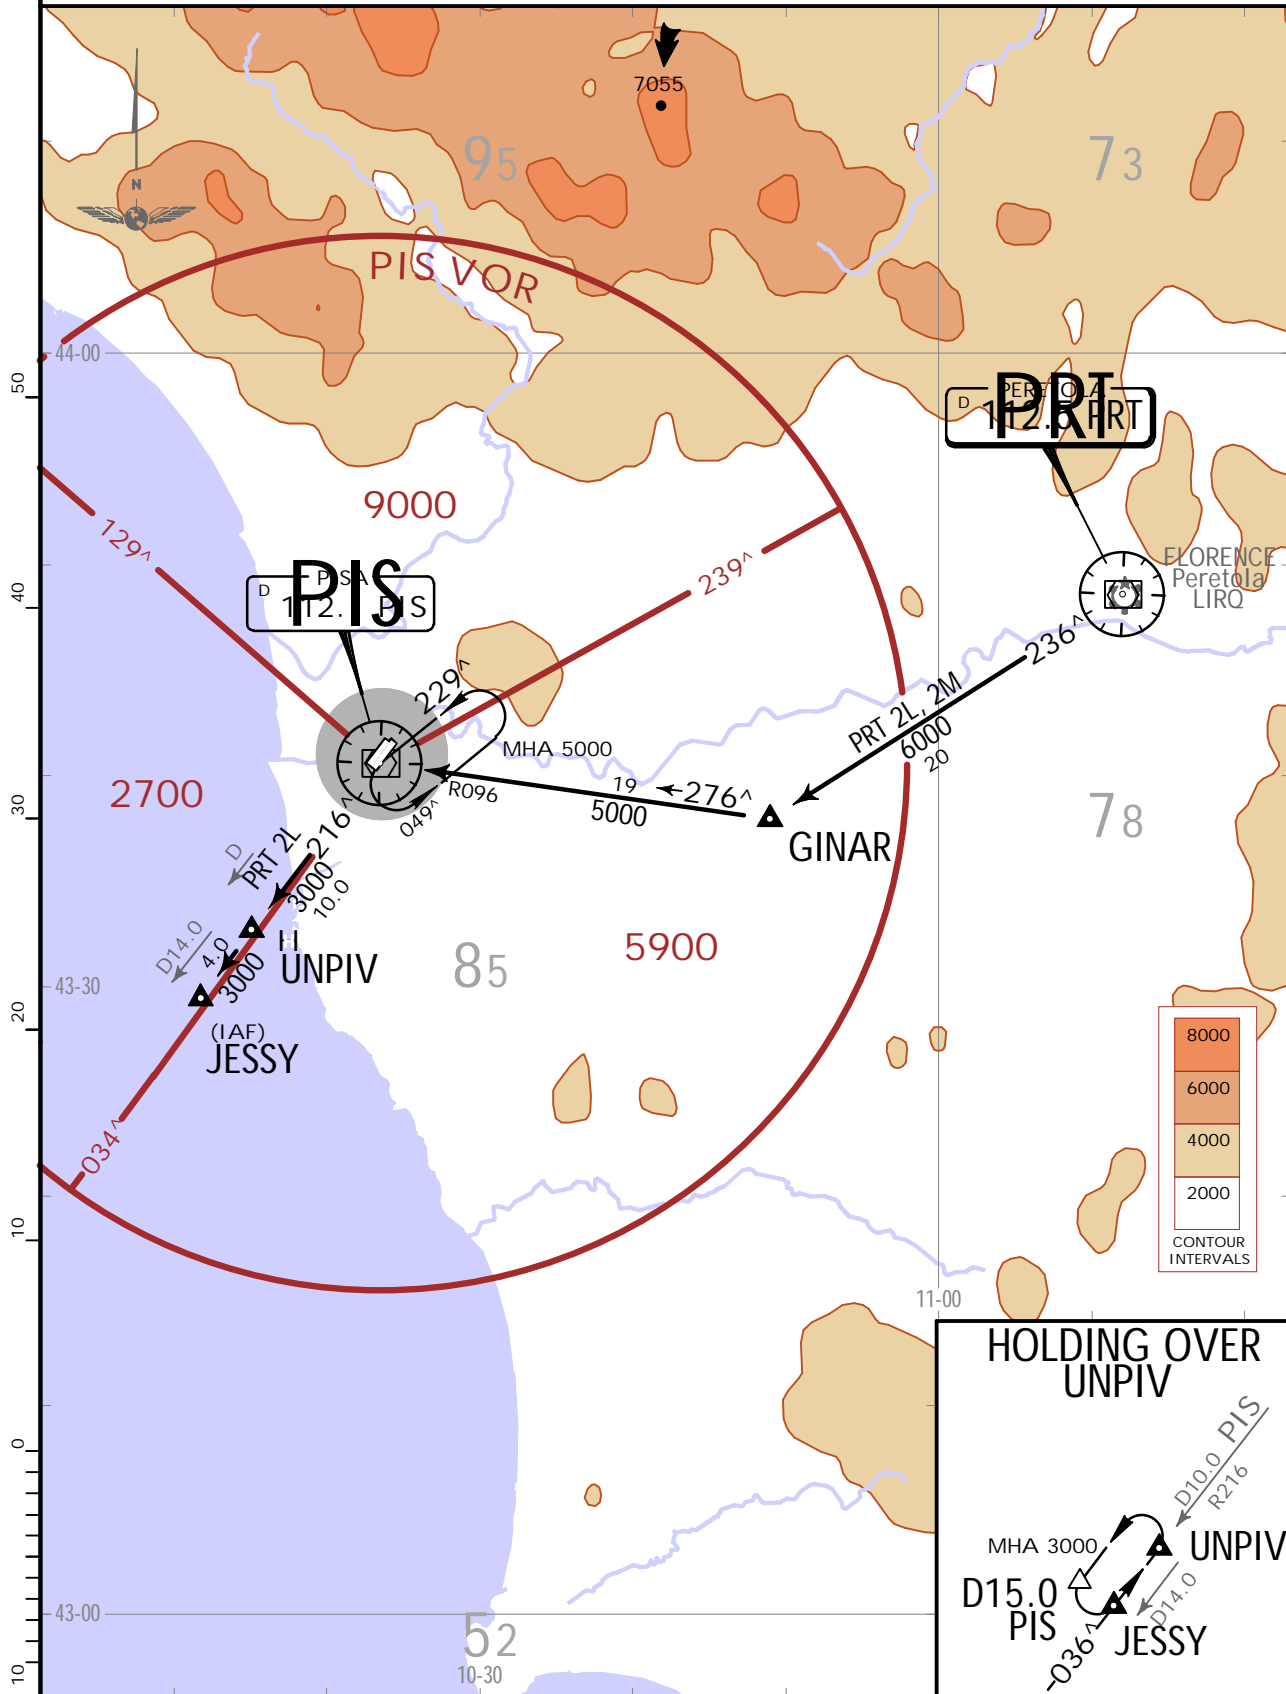 7055
95
73
N
PIS VOR
44-00
50
PRT
PERETOLA
D
PRT
9000
129^
239^
PIS
PISA
D
PIS
FLORENCE
Peretola
LIRQ
40
236^
229^
PRT 2L, 2M
6000
20
MHA 5000
R096
049^
19
276^
5000
2700
30
GINAR
78
216^
PRT 2L
D
3000
10.0
H
UNPIV
D14.0
4.0
3000
85
5900
43-30
20
(IAF)
JESSY
034^
8000
6000
4000
2000
CONTOUR
INTERVALS
10
11-00
0
HOLDING OVER
UNPIV
D10.0 PIS
R216
MHA 3000
UNPIV
D15.0
PIS
D14.0
JESSY
036^
43-00
52
10-30
10